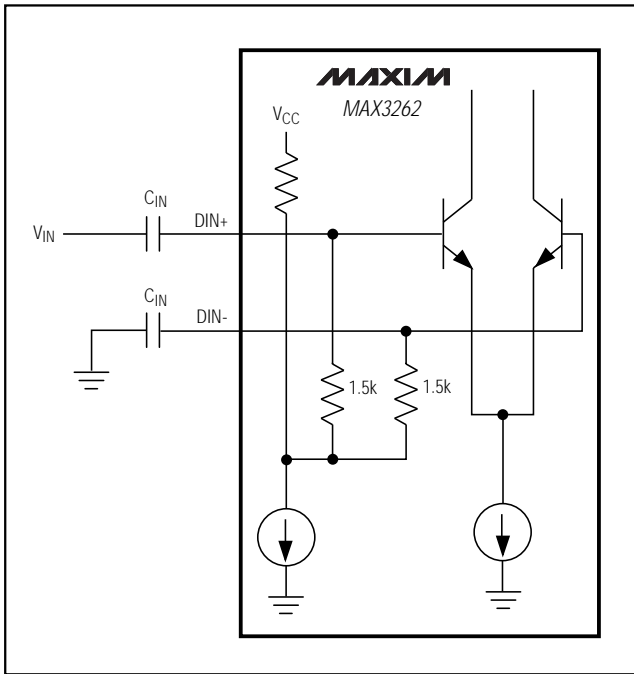 MAXIM
MAX3262
VCC
CIN
DIN+
VIN
CIN
DIN-
1.5k
1.5k